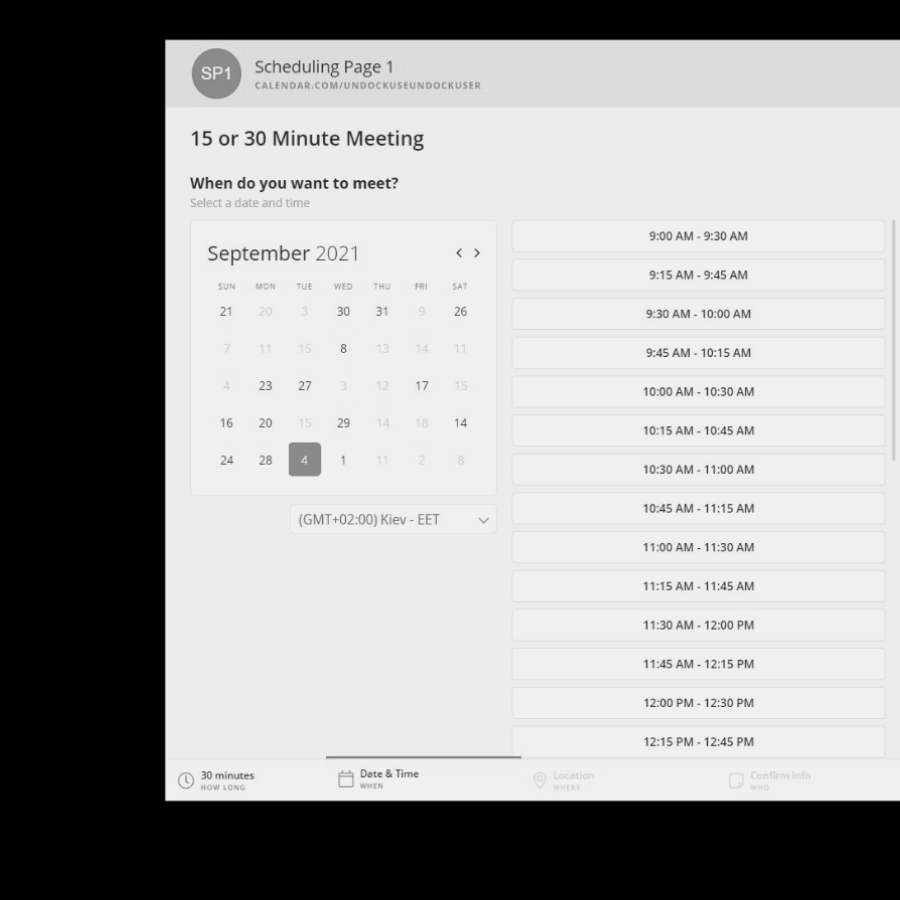 SP1
Scheduling Page 1
CALENDAR.COM/UNDOCKUSEUNDOCKUSER
15 or 30 Minute Meeting
When do you want to meet?
Select a date and time
September 2021
SUN MON TUE WED THU FRI SAT
21 20 3 30 31 9 26
7 11 15 8 13 14 11
4 23 27 3 12 17 15
16 20 15 29 14 18 14
24 28 4 1 11 2 8
(GMT+02:00) Kiev - EET
9:00 AM - 9:30 AM
9:15 AM - 9:45 AM
9:30 AM - 10:00 AM
9:45 AM - 10:15 AM
10:00 AM - 10:30 AM
10:15 AM - 10:45 AM
10:30 AM - 11:00 AM
10:45 AM - 11:15 AM
11:00 AM - 11:30 AM
11:15 AM - 11:45 AM
11:30 AM - 12:00 PM
11:45 AM - 12:15 PM
12:00 PM - 12:30 PM
12:15 PM - 12:45 PM
30 minutes
HOW LONG
Date & Time
WHEN
Location
WHERE
Confirm Info
WHO